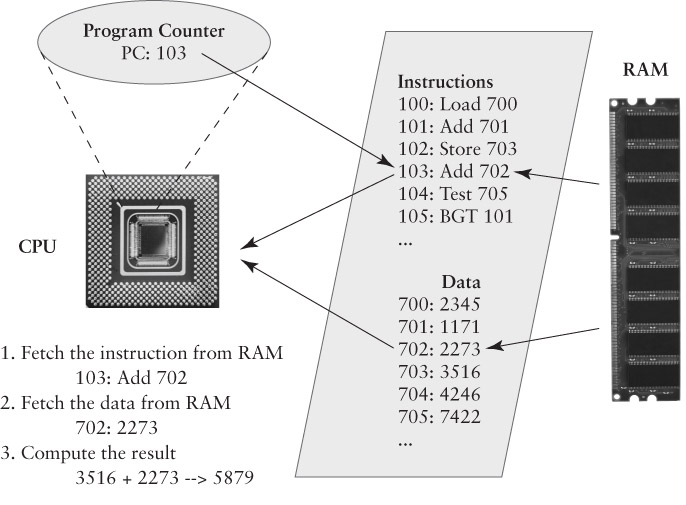 Program Counter
PC: 103
RAM
Instructions
100: Load 700
101: Add 701
102: Store 703
103: Add 702
104: Test 705
105: BGT 101
...
CPU
Data
700: 2345
701: 1171
702: 2273
703: 3516
704: 4246
705: 7422
...
1. Fetch the instruction from RAM
103: Add 702
2. Fetch the data from RAM
702: 2273
3. Compute the result
3516 + 2273 --> 5879